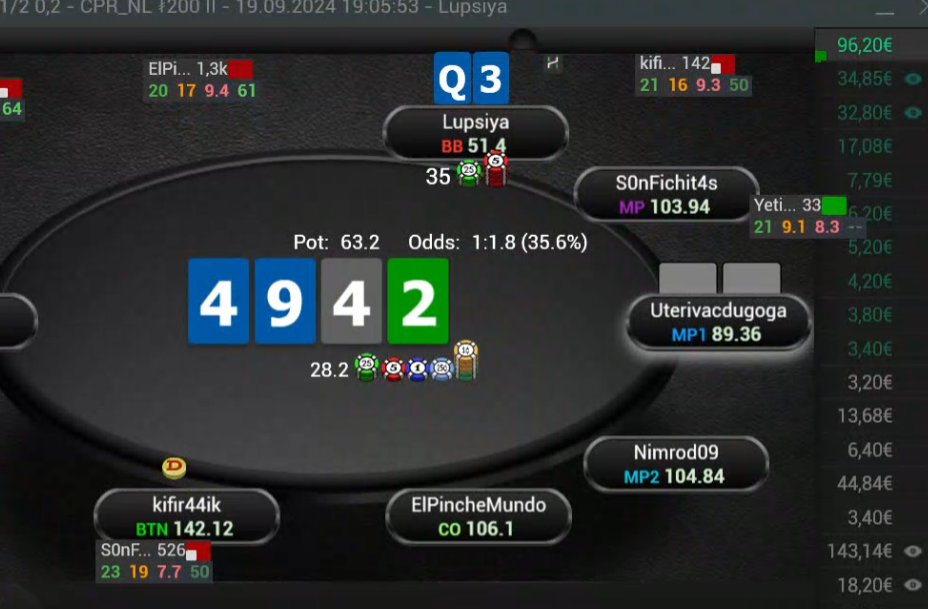 1/2 0,2 - CPR_NL ₮200 II - 19.09.2024 19:05:53 - Lupsiya
96,20€
ElPi... 1,3k
20 17 9.4 61
Q 3
kifi... 142
21 16 9.3 50
34,85€
64
32,80€
Lupsiya
BB 51.4
17,08€
35
S0nFichit4s
MP 103.94
7,79€
Yeti... 33
21 9.1 8.3 --
6,20€
Pot: 63.2 Odds: 1:1.8 (35.6%)
5,20€
4 9 4 2
4,20€
Uterivacdugoga
MP1 89.36
3,80€
28.2
3,40€
3,20€
13,68€
Nimrod09
MP2 104.84
6,40€
D
44,84€
kifir44ik
BTN 142.12
ElPincheMundo
CO 106.1
3,40€
S0nF... 526
23 19 7.7 50
143,14€
18,20€